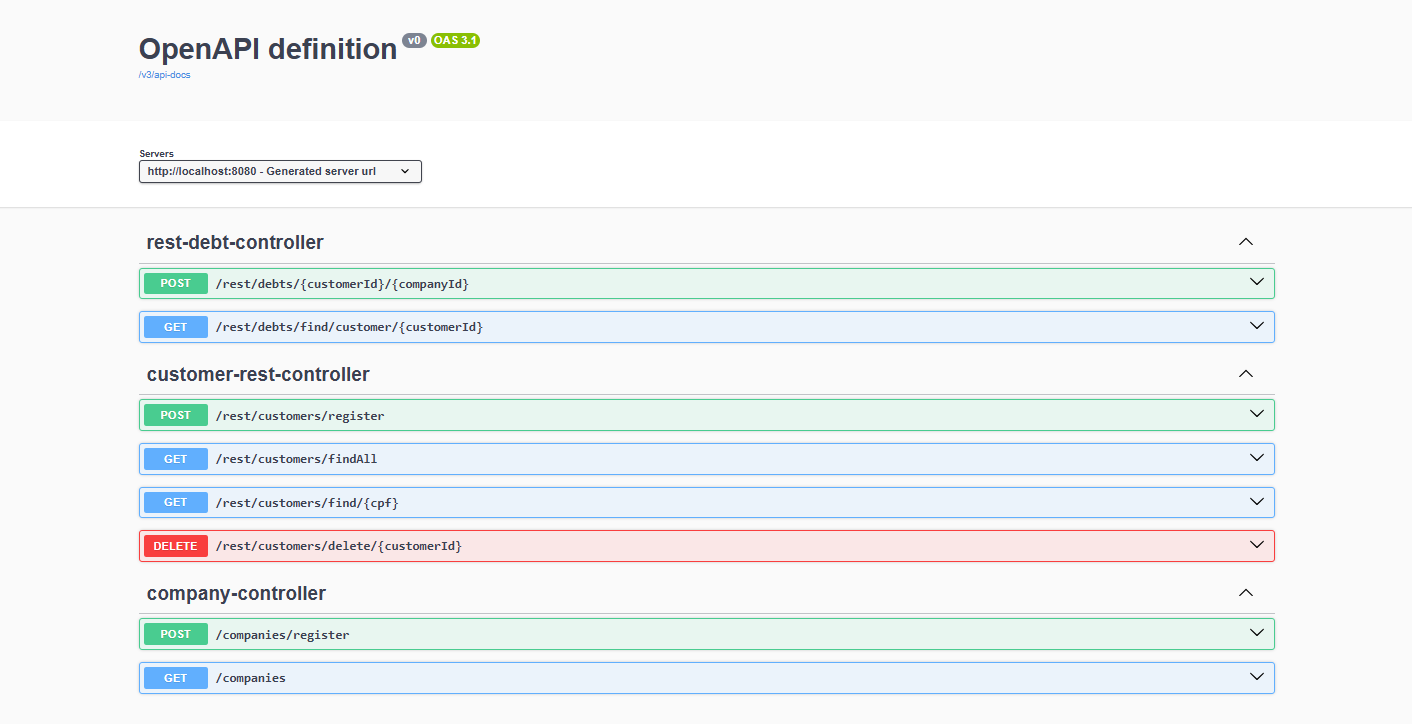 OpenAPI definition v0 OAS 3.1
/v3/api-docs
Servers
http://localhost:8080 - Generated server url
rest-debt-controller
POST /rest/debts/{customerId}/{companyId}
GET /rest/debts/find/customer/{customerId}
customer-rest-controller
POST /rest/customers/register
GET /rest/customers/findAll
GET /rest/customers/find/{cpf}
DELETE /rest/customers/delete/{customerId}
company-controller
POST /companies/register
GET /companies